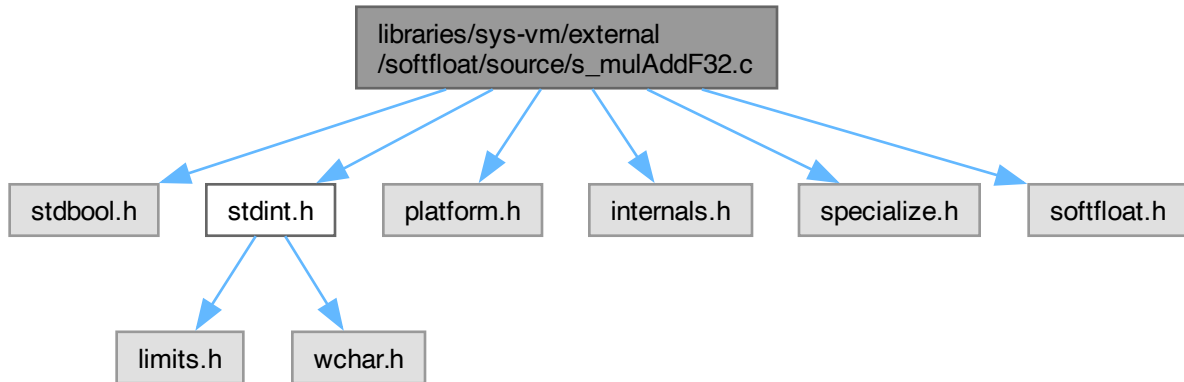 libraries/sys-vm/external
/softfloat/source/s_mulAddF32.c
stdbool.h
stdint.h
platform.h
internals.h
specialize.h
softfloat.h
limits.h
wchar.h